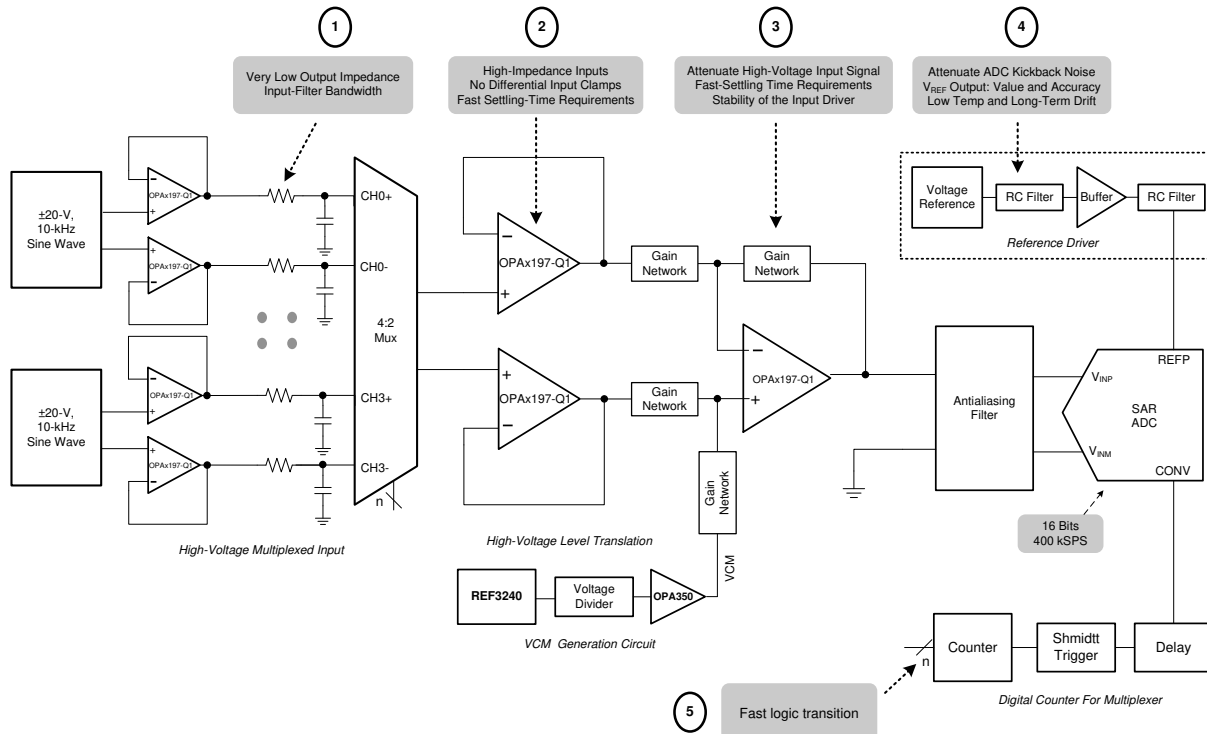 1
Very Low Output Impedance
Input-Filter Bandwidth
2
High-Impedance Inputs
No Differential Input Clamps
Fast Settling-Time Requirements
3
Attenuate High-Voltage Input Signal
Fast-Settling Time Requirements
Stability of the Input Driver
4
Attenuate ADC Kickback Noise
VREF Output: Value and Accuracy
Low Temp and Long-Term Drift
±20-V,
10-kHz
Sine Wave
OPAx197-Q1
OPAx197-Q1
±20-V,
10-kHz
Sine Wave
OPAx197-Q1
OPAx197-Q1
CH0+
CH0-
4:2
Mux
CH3+
CH3-
n
High-Voltage Multiplexed Input
OPAx197-Q1
OPAx197-Q1
Gain
Network
Gain
Network
Gain
Network
Gain
Network
OPAx197-Q1
High-Voltage Level Translation
VCM
REF3240
Voltage
Divider
OPA350
VCM Generation Circuit
Voltage
Reference
RC Filter
Buffer
RC Filter
Reference Driver
Antialiasing
Filter
REFP
VINP
SAR
ADC
VINM
CONV
16 Bits
400 kSPS
n
Counter
Shmidtt
Trigger
Delay
Digital Counter For Multiplexer
5
Fast logic transition